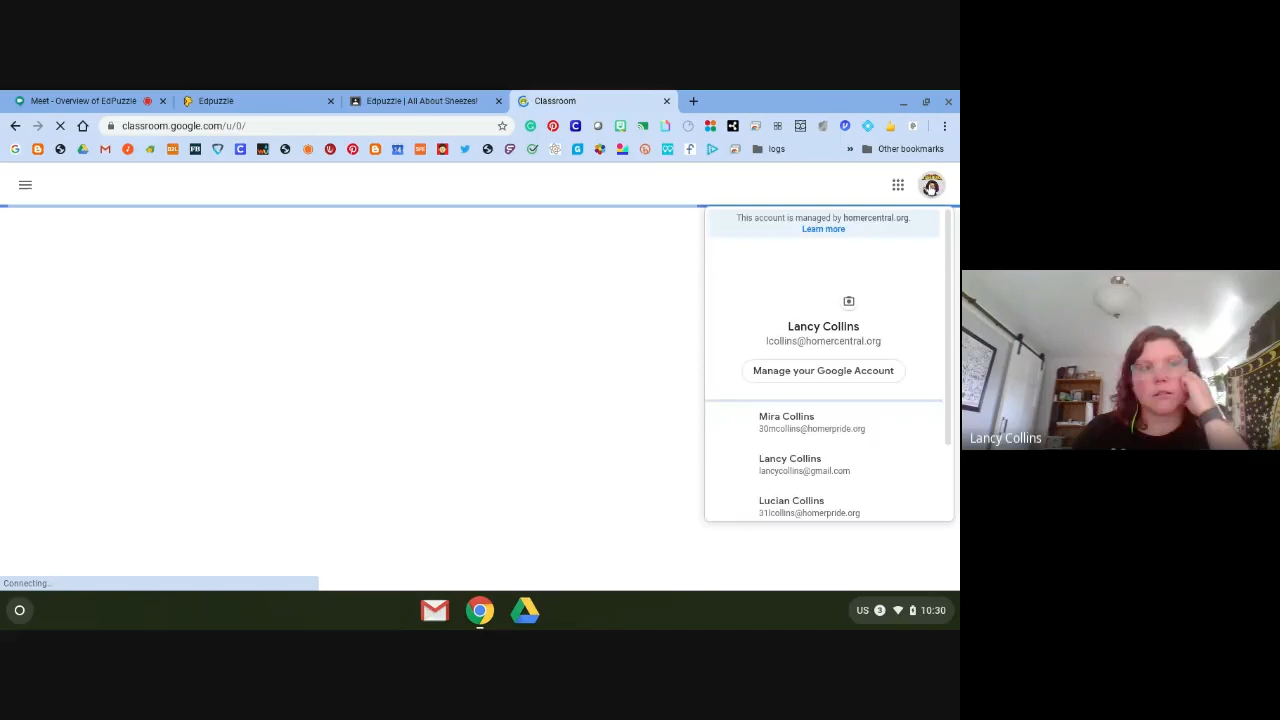 Meet - Overview of EdPuzzle
Edpuzzle
Edpuzzle | All About Sneezes!
Classroom
classroom.google.com/u/0/
logs
Other bookmarks
This account is managed by homercentral.org.
Learn more
Lancy Collins
lcollins@homercentral.org
Manage your Google Account
Mira Collins
30mcollins@homerpride.org
Lancy Collins
lancycollins@gmail.com
Lucian Collins
31lcollins@homerpride.org
Lancy Collins
Connecting...
US 3 10:30